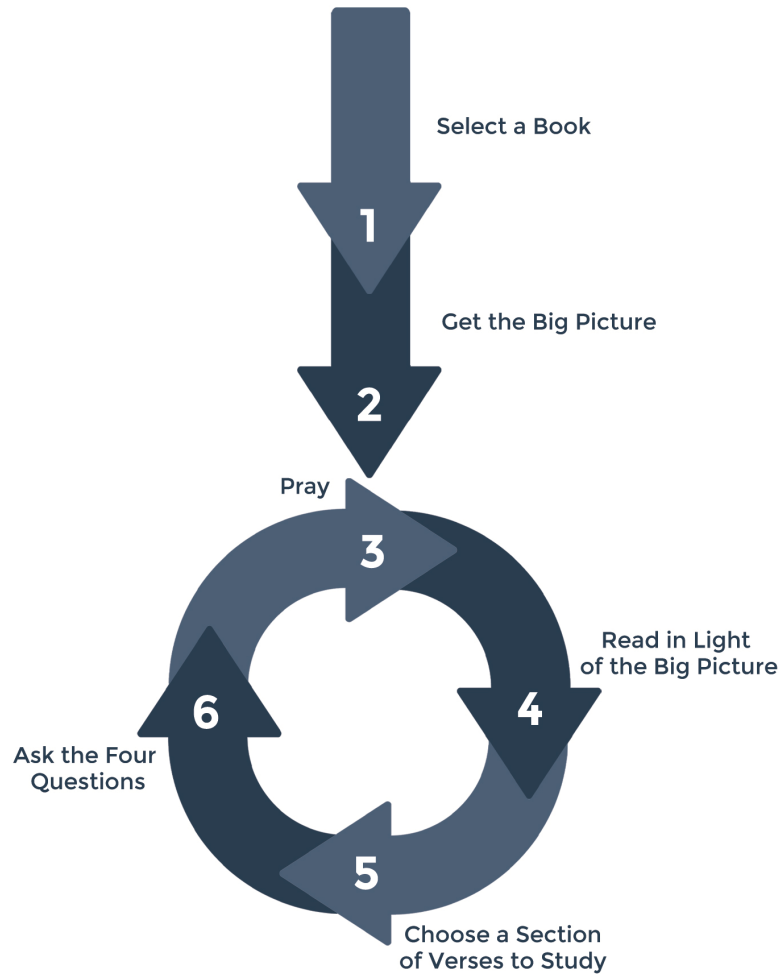 Select a Book
1
Get the Big Picture
2
Pray
3
Read in Light
of the Big Picture
4
5
Choose a Section
of Verses to Study
6
Ask the Four
Questions